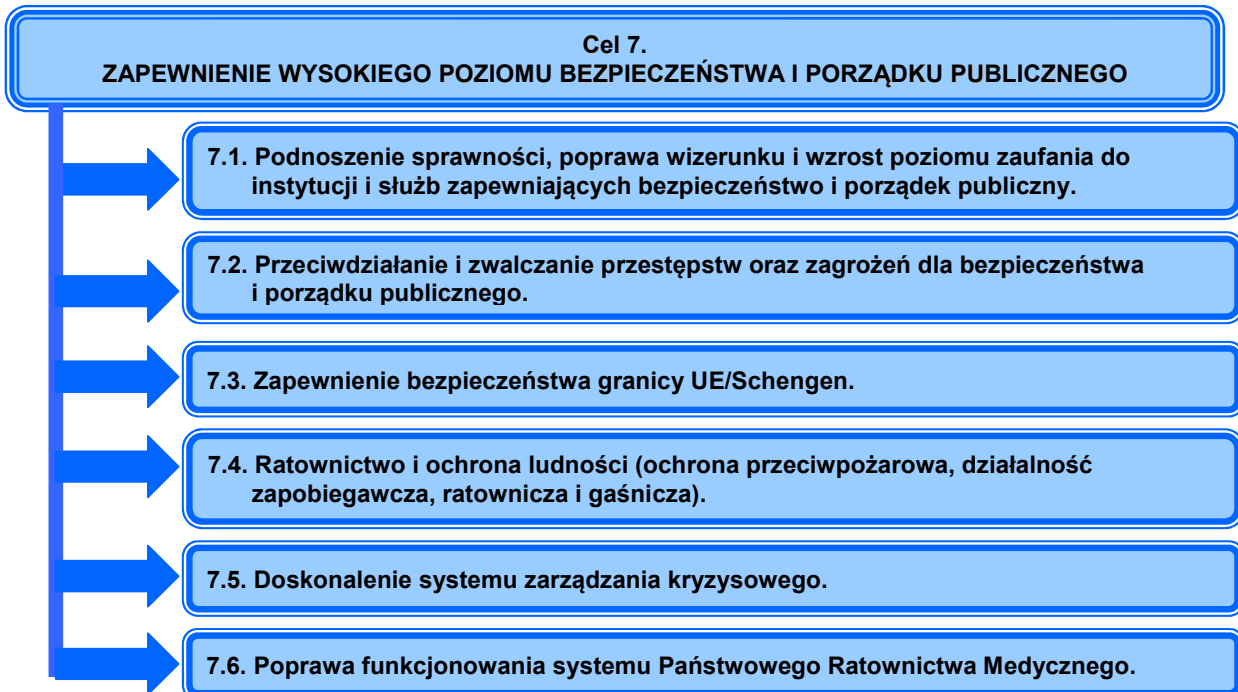 Cel 7.
ZAPEWNIENIE WYSOKIEGO POZIOMU BEZPIECZEŃSTWA I PORZĄDKU PUBLICZNEGO
7.1. Podnoszenie sprawności, poprawa wizerunku i wzrost poziomu zaufania do
instytucji i służb zapewniających bezpieczeństwo i porządek publiczny.
7.2. Przeciwdziałanie i zwalczanie przestępstw oraz zagrożeń dla bezpieczeństwa
i porządku publicznego.
7.3. Zapewnienie bezpieczeństwa granicy UE/Schengen.
7.4. Ratownictwo i ochrona ludności (ochrona przeciwpożarowa, działalność
zapobiegawcza, ratownicza i gaśnicza).
7.5. Doskonalenie systemu zarządzania kryzysowego.
7.6. Poprawa funkcjonowania systemu Państwowego Ratownictwa Medycznego.